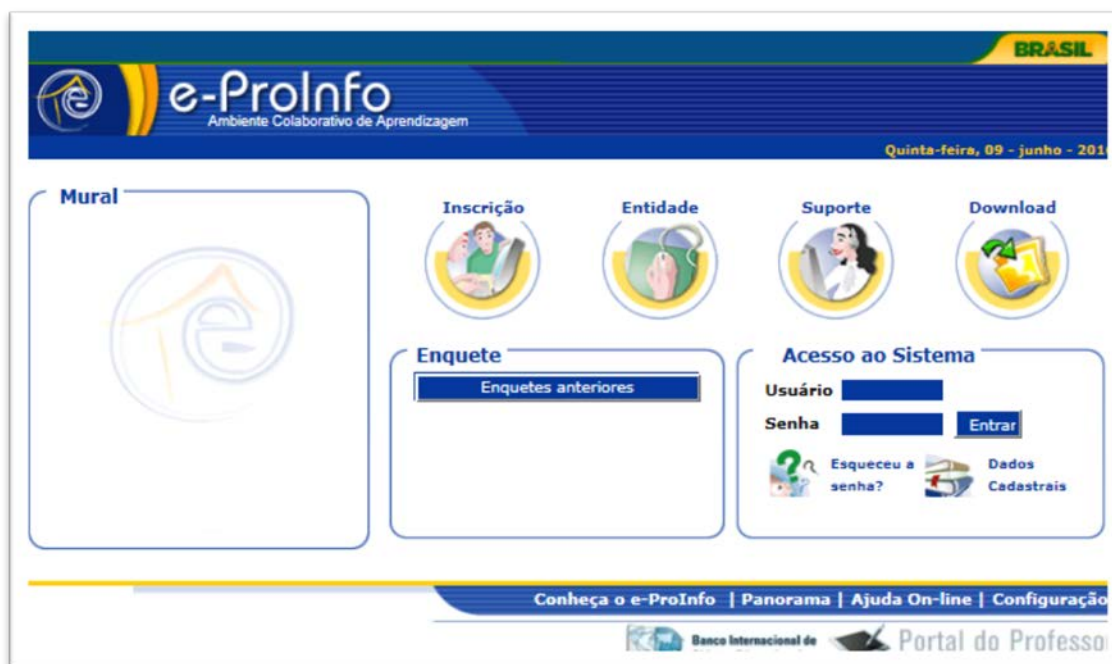 BRASIL
e-ProInfo
Ambiente Colaborativo de Aprendizagem
Quinta-feira, 09 - junho - 201
Mural
Inscrição
Entidade
Suporte
Download
Enquete
Enquetes anteriores
Acesso ao Sistema
Usuário
Senha
Entrar
Esqueceu a
senha?
Dados
Cadastrais
Conheça o e-ProInfo | Panorama | Ajuda On-line | Configuração
Banco Internacional de
Portal do Professo